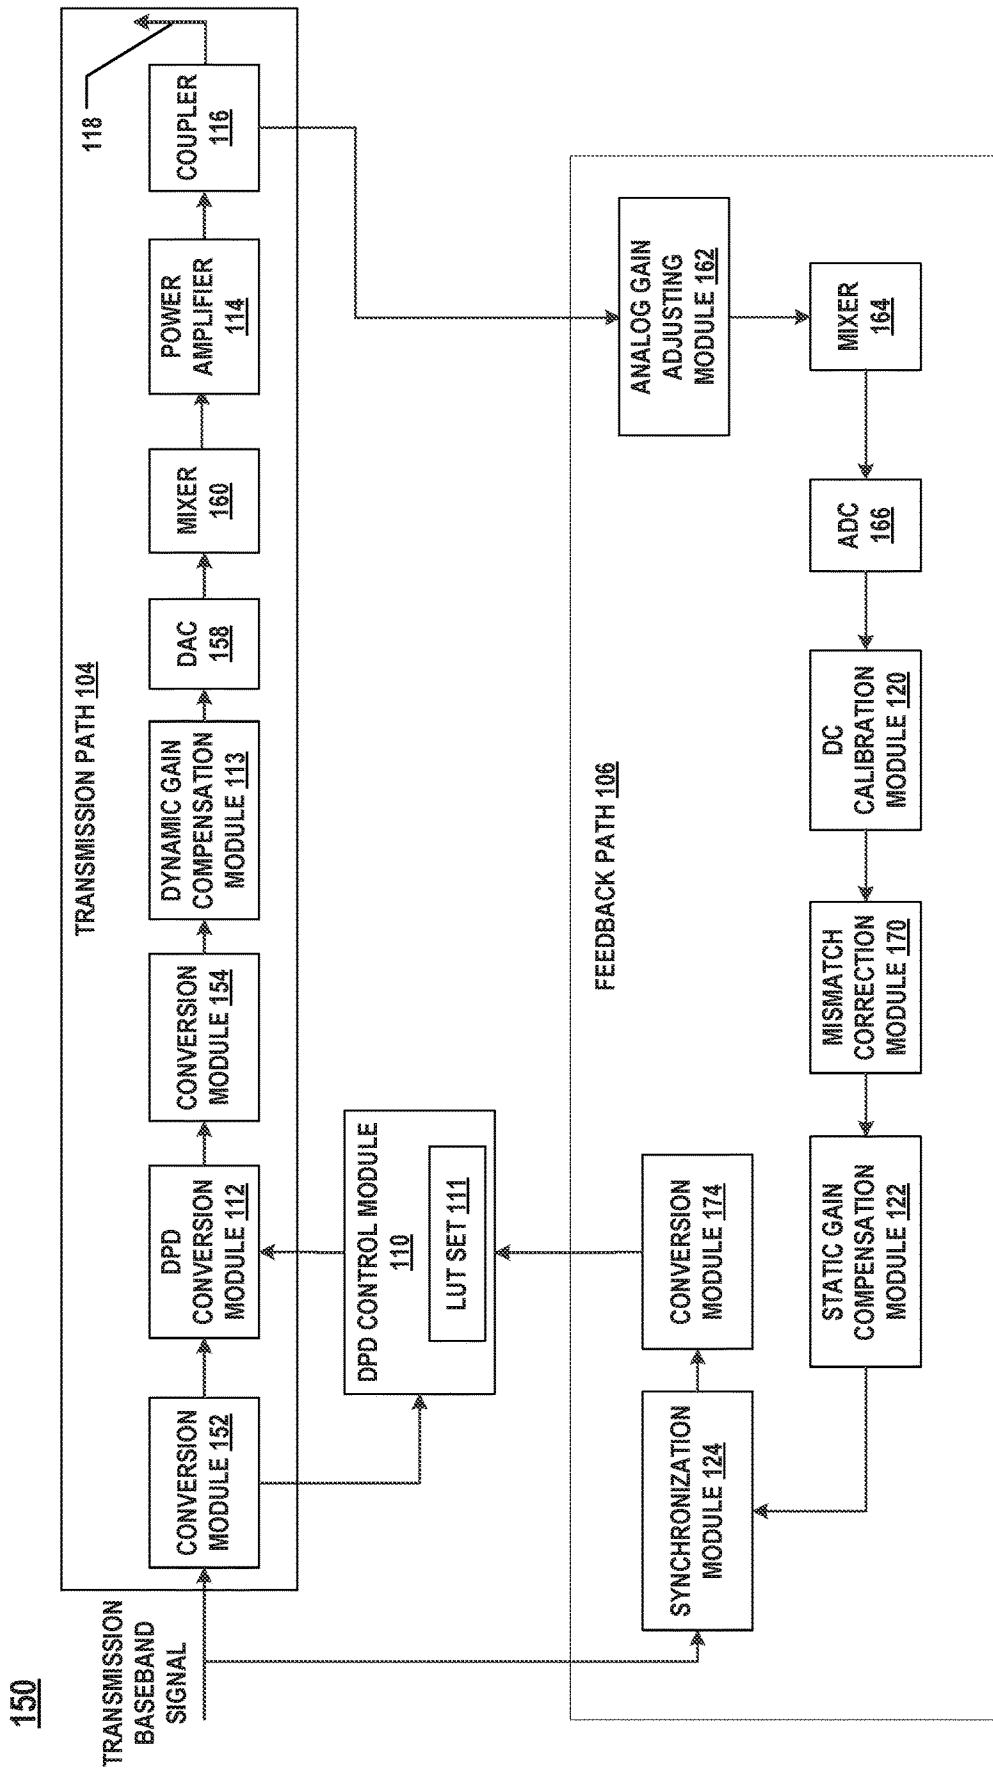 150
TRANSMISSION
BASEBAND
SIGNAL
TRANSMISSION PATH 104
CONVERSION
MODULE 152
DPD
CONVERSION
MODULE 112
CONVERSION
MODULE 154
DYNAMIC GAIN
COMPENSATION
MODULE 113
DAC
158
MIXER
160
POWER
AMPLIFIER
114
COUPLER
116
118
DPD CONTROL MODULE
110
LUT SET 111
FEEDBACK PATH 106
SYNCHRONIZATION
MODULE 124
CONVERSION
MODULE 174
ANALOG GAIN
ADJUSTING
MODULE 162
STATIC GAIN
COMPENSATION
MODULE 122
MISMATCH
CORRECTION
MODULE 170
DC
CALIBRATION
MODULE 120
ADC
166
MIXER
164